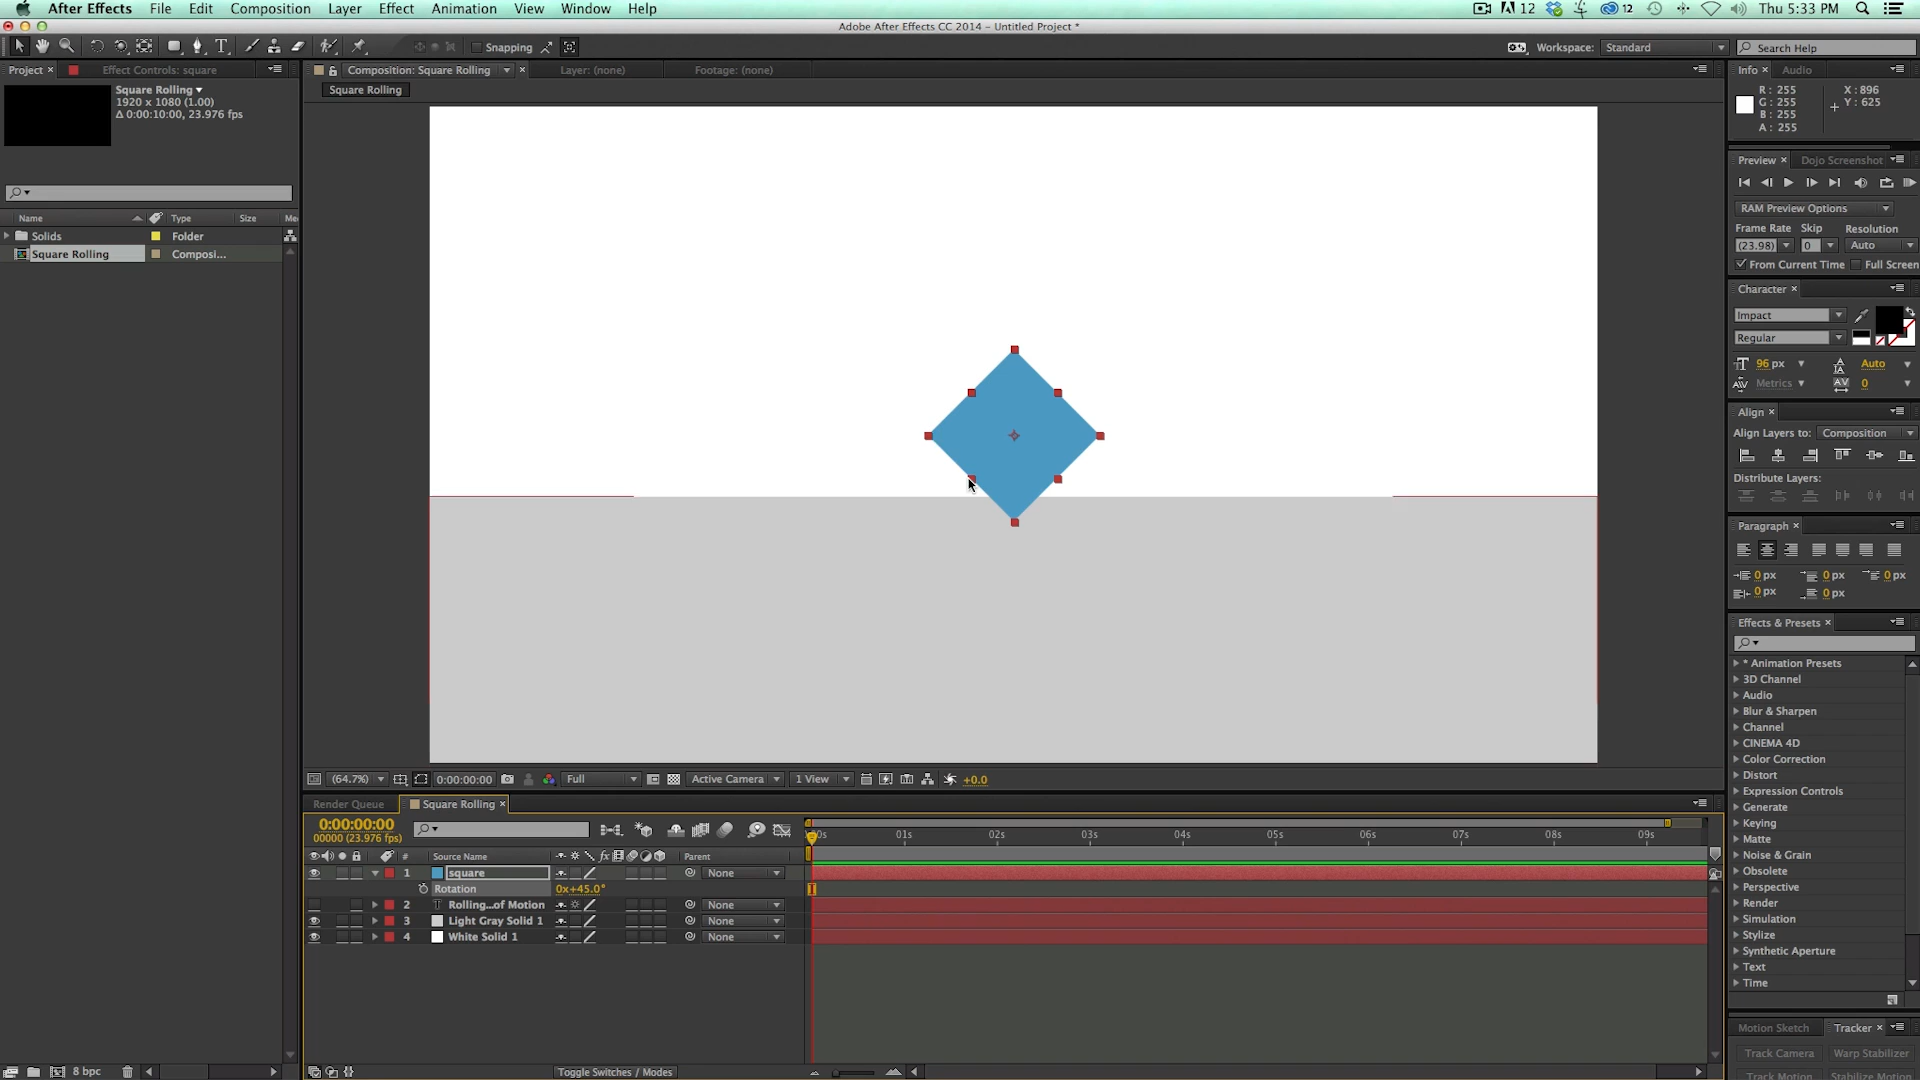 After Effects File Edit Composition Layer Effect Animation View Window Help 12 12 Thu 5:33 PM
Adobe After Effects CC 2014 – Untitled Project *
Snapping Workspace: Standard Search Help
Project × Effect Controls: square Composition: Square Rolling × Layer: (none) Footage: (none) Info × Audio
Square Rolling
1920 x 1080 (1.00)
Δ 0:00:10:00, 23.976 fps
Square Rolling
R : 255
G : 255
B : 255
A : 255
X : 896
Y : 625
Preview × Dojo Screenshot
RAM Preview Options
Frame Rate Skip Resolution
(23.98) 0 Auto
From Current Time Full Screen
Name Type Size Me
Solids Folder
Square Rolling Composi...
Character ×
Impact
Regular
96 px Auto
Metrics 0
Align ×
Align Layers to: Composition
Distribute Layers:
Paragraph ×
0 px 0 px 0 px
0 px 0 px
Effects & Presets ×
* Animation Presets
3D Channel
Audio
Blur & Sharpen
Channel
CINEMA 4D
Color Correction
Distort
Expression Controls
Generate
Keying
Matte
Noise & Grain
Obsolete
Perspective
Render
Simulation
Stylize
Synthetic Aperture
Text
Time
Motion Sketch Tracker ×
Track Camera Warp Stabilizer
Track Motion Stabilize Motion
(64.7%) 0:00:00:00 Full Active Camera 1 View +0.0
Render Queue Square Rolling ×
0:00:00:00
00000 (23.976 fps)
01s 02s 03s 04s 05s 06s 07s 08s 09s
# Source Name fx Parent
1 square None
Rotation 0x+45.0°
2 T Rolling...of Motion None
3 Light Gray Solid 1 None
4 White Solid 1 None
8 bpc Toggle Switches / Modes